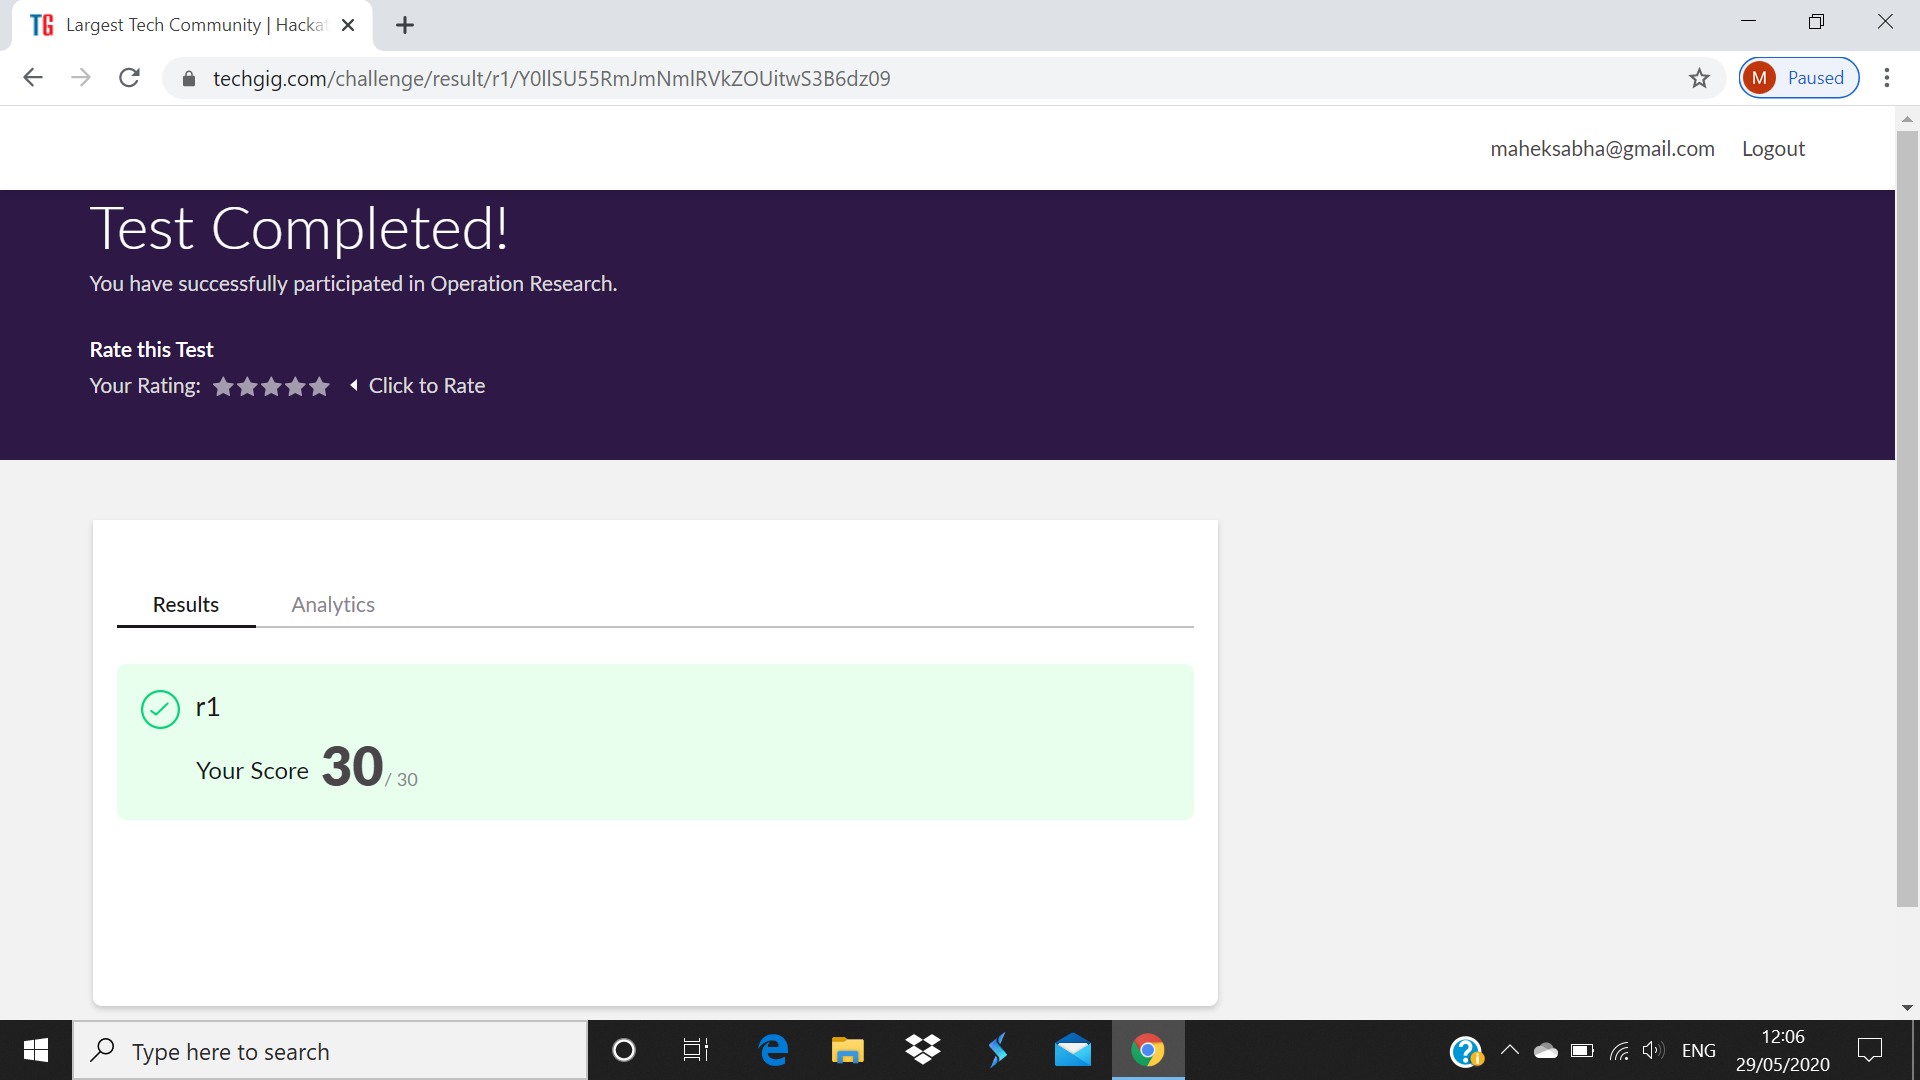 TG Largest Tech Community | Hacka
techgig.com/challenge/result/r1/Y0llSU55RmJmNmlRVkZOUitwS3B6dz09
M Paused
maheksabha@gmail.com Logout
Test Completed!
You have successfully participated in Operation Research.
Rate this Test
Your Rating: Click to Rate
Results Analytics
r1
Your Score 30 / 30
Type here to search
ENG
12:06
29/05/2020